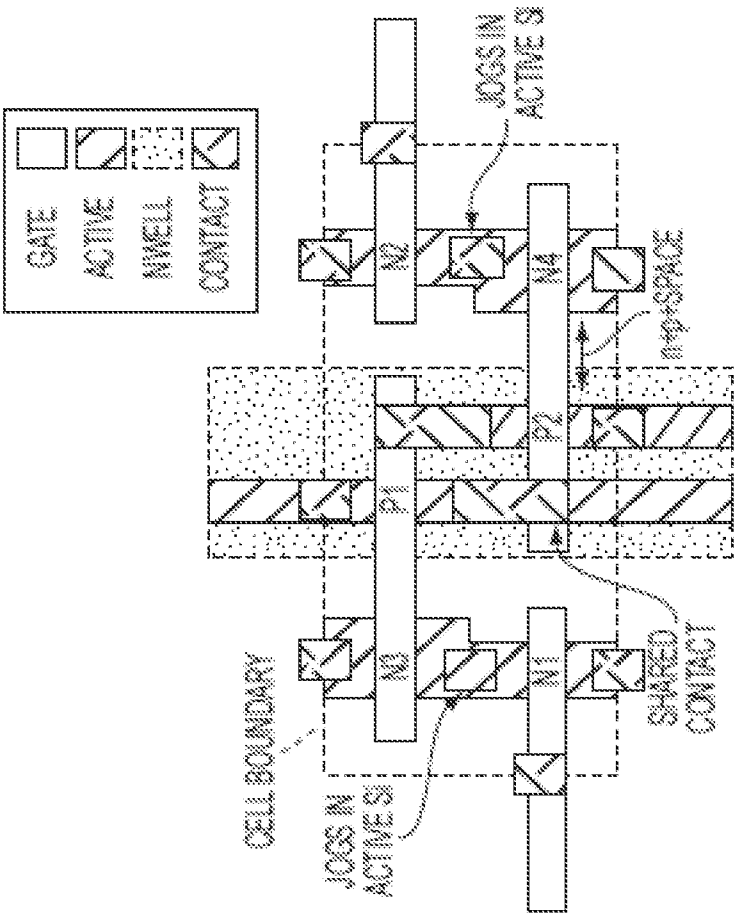 GATE
ACTIVE
NWELL
CONTACT
JOGS IN
ACTIVE Si
N2
N4
n+p+SPACE
P1
P2
N3
N1
SHARED
CONTACT
CELL BOUNDARY
JOGS IN
ACTIVE Si